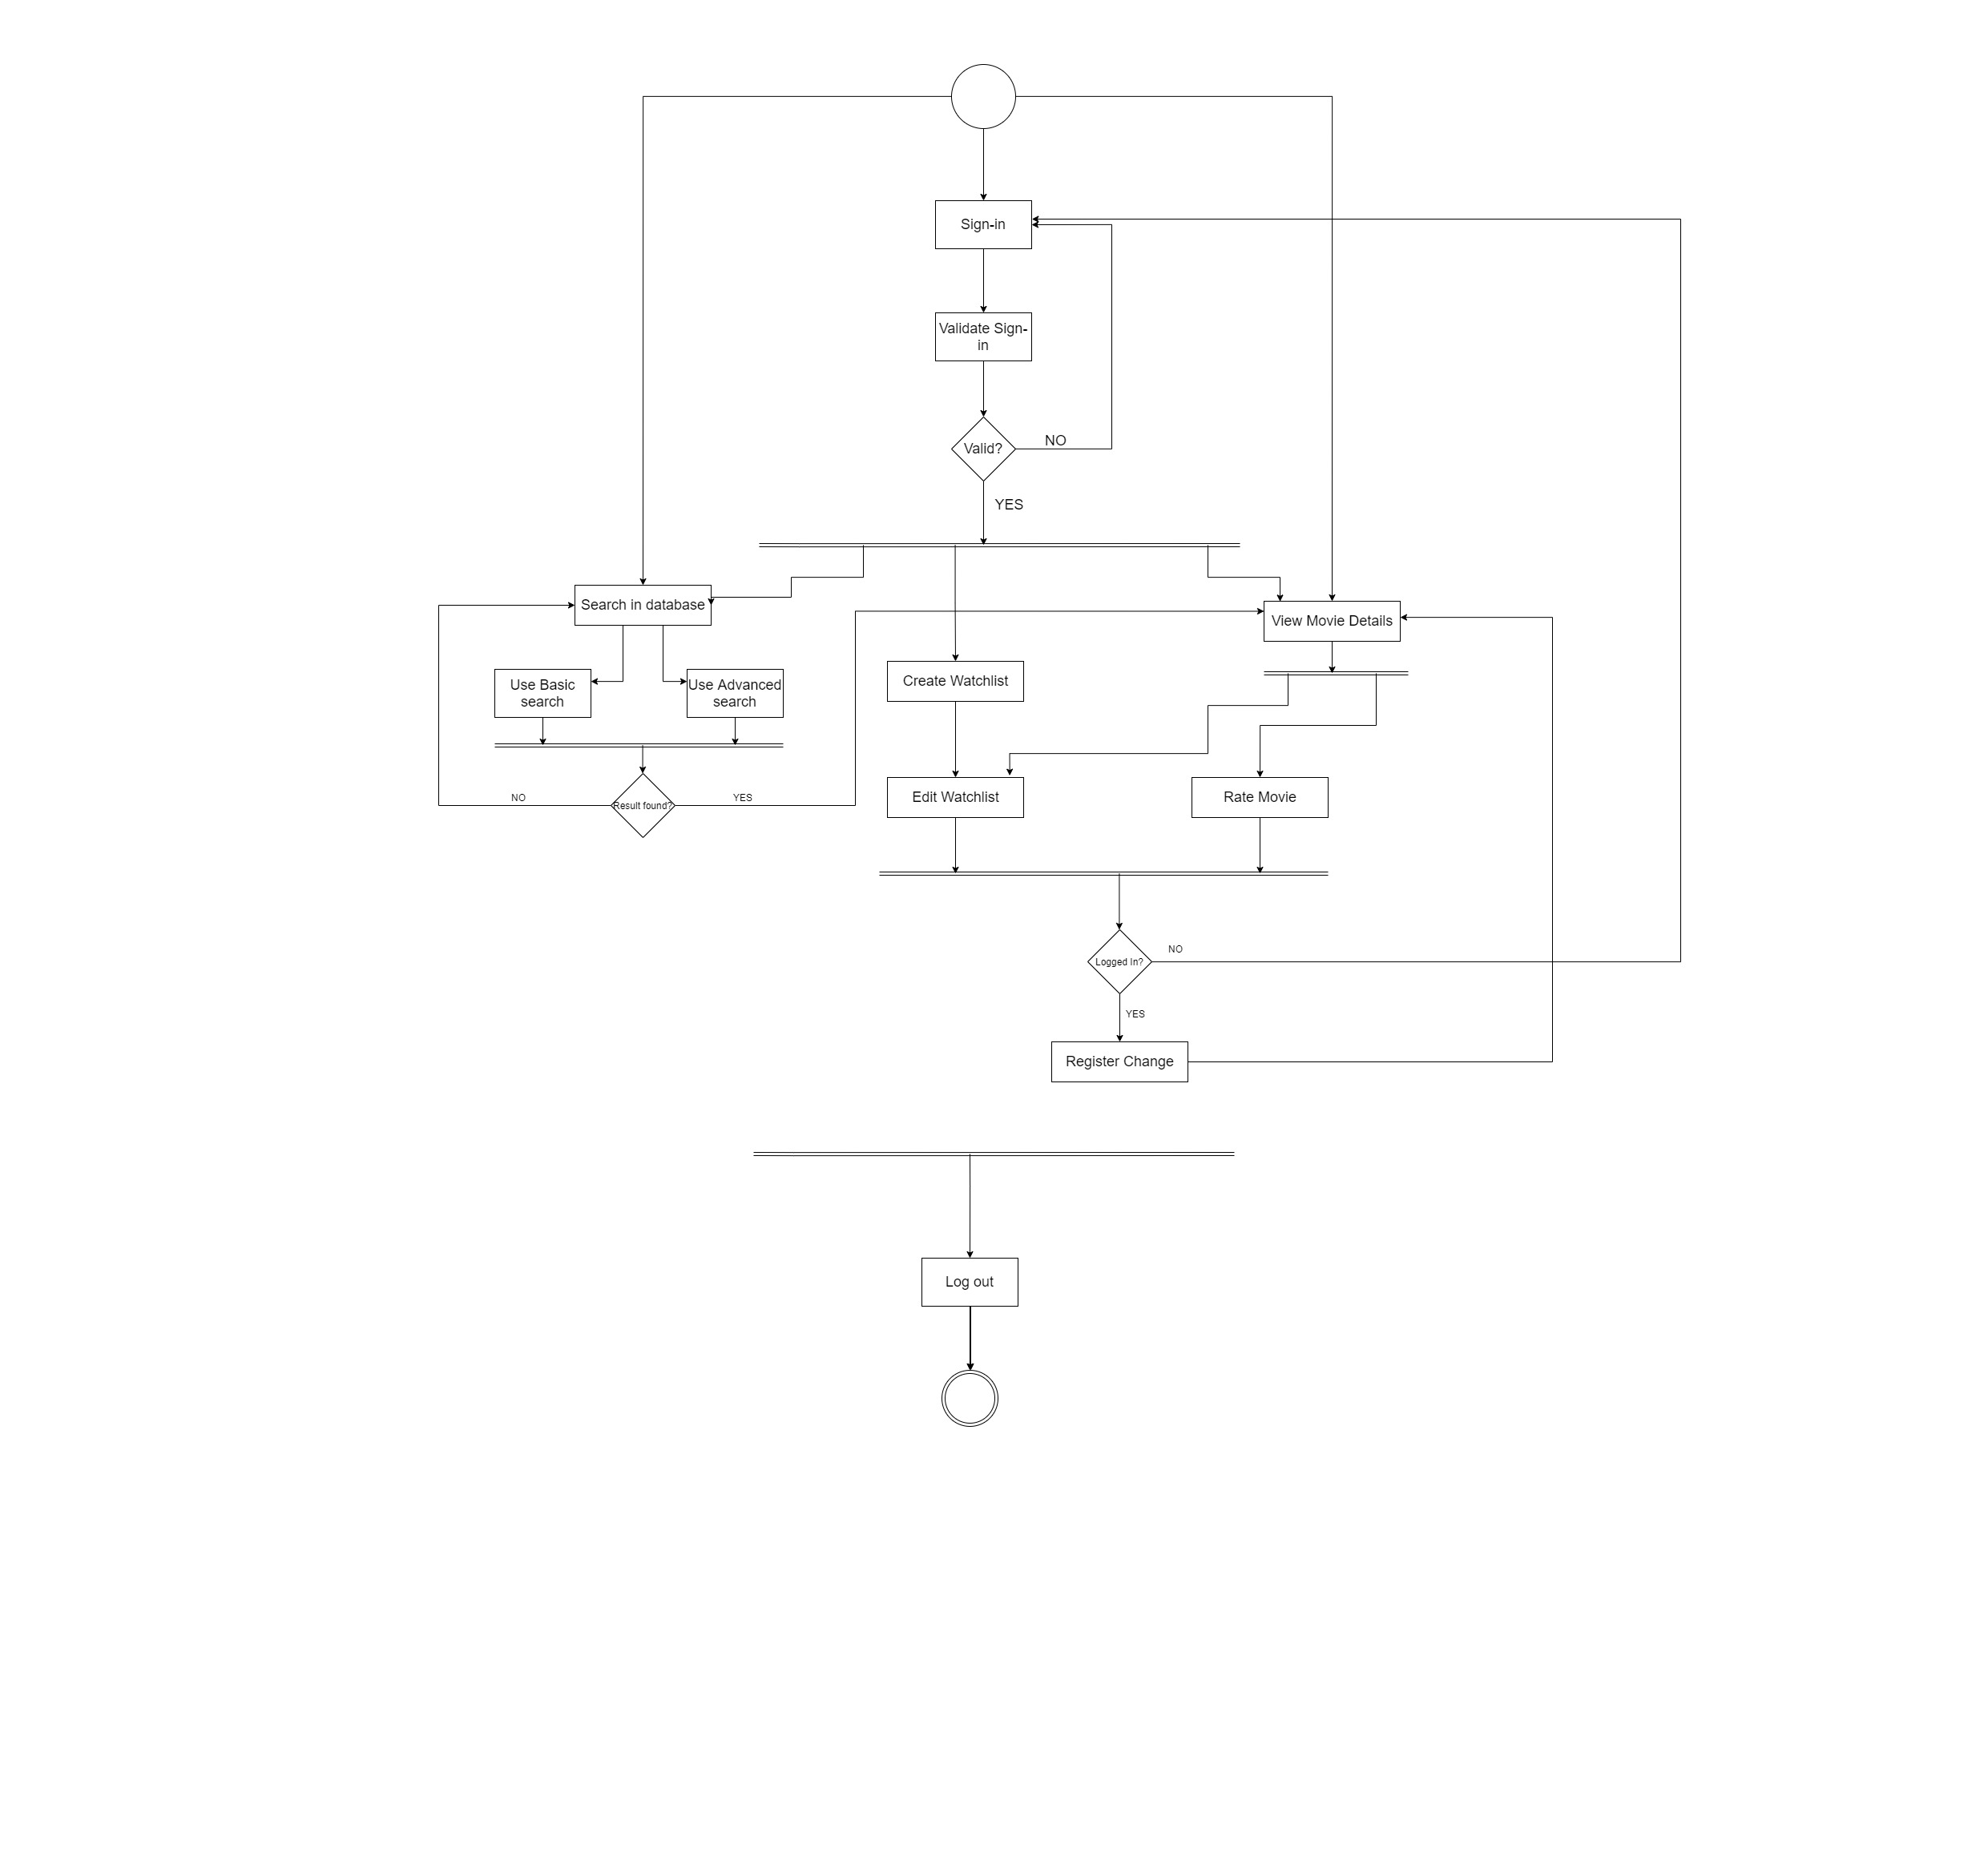 Sign-in
Validate Sign-
in
Valid?
NO
YES
Search in database
View Movie Details
Use Basic
search
Use Advanced
search
Create Watchlist
Result found?
NO
YES
Edit Watchlist
Rate Movie
Logged In?
NO
YES
Register Change
Log out